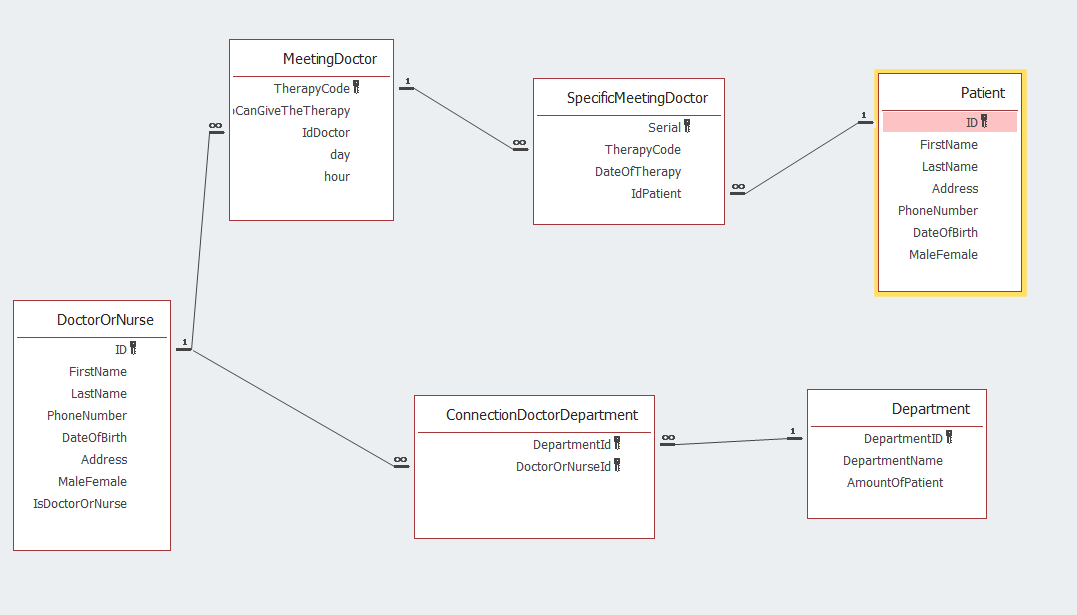 MeetingDoctor
TherapyCode
CanGiveTheTherapy
IdDoctor
day
hour
1
∞
SpecificMeetingDoctor
Serial
TherapyCode
DateOfTherapy
IdPatient
∞
1
Patient
ID
FirstName
LastName
Address
PhoneNumber
DateOfBirth
MaleFemale
∞
DoctorOrNurse
ID
FirstName
LastName
PhoneNumber
DateOfBirth
Address
MaleFemale
IsDoctorOrNurse
1
∞
ConnectionDoctorDepartment
DepartmentId
DoctorOrNurseId
∞
1
Department
DepartmentID
DepartmentName
AmountOfPatient